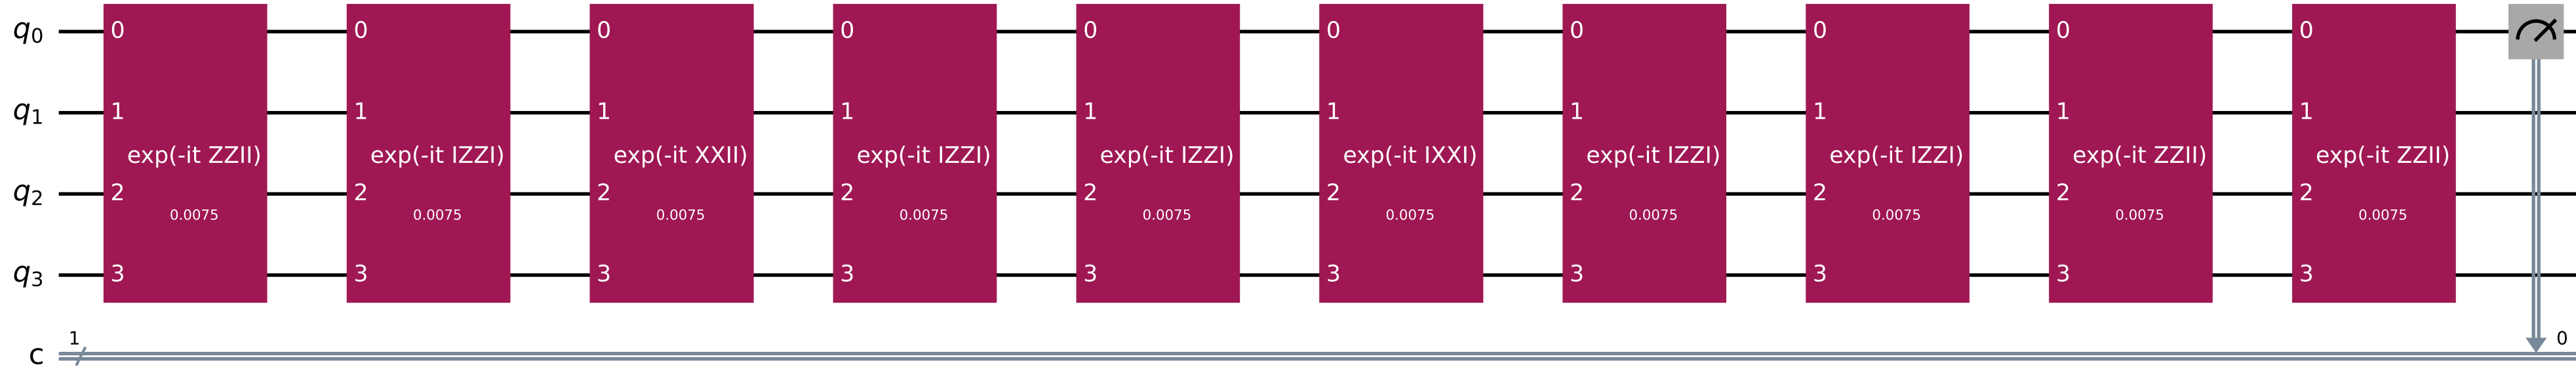 q0 0 0 0 0 0 0 0 0 0 0
q1 1 1 1 1 1 1 1 1 1 1
exp(-it ZZII) exp(-it IZZI) exp(-it XXII) exp(-it IZZI) exp(-it IZZI) exp(-it IXXI) exp(-it IZZI) exp(-it IZZI) exp(-it ZZII) exp(-it ZZII)
q2 2 2 2 2 2 2 2 2 2 2
0.0075 0.0075 0.0075 0.0075 0.0075 0.0075 0.0075 0.0075 0.0075 0.0075
q3 3 3 3 3 3 3 3 3 3 3
1 0
c